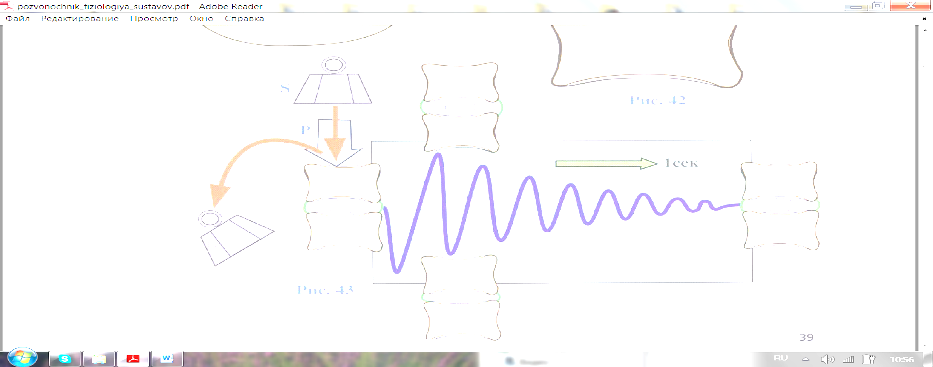 pozvonochnik_fiziologiya_sustavov.pdf - Adobe Reader
Файл Редактирование Просмотр Окно Справка
S
Рис. 42
P
1сек
Рис. 43
39
RU
10:56